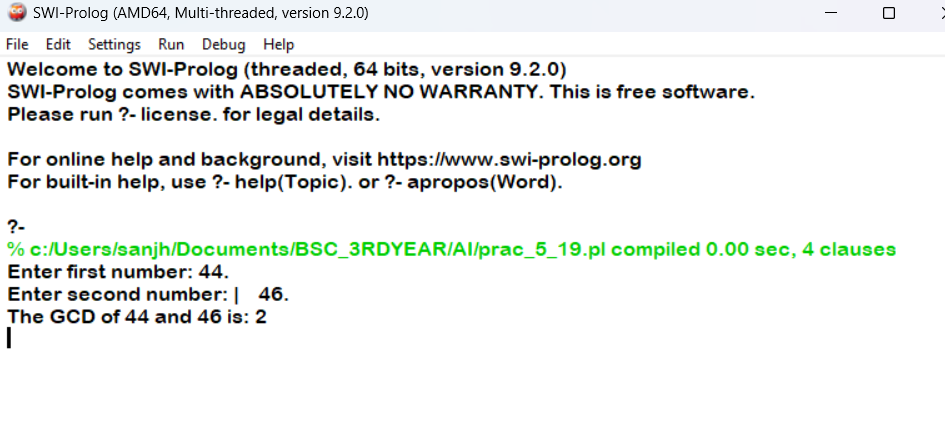 SWI-Prolog (AMD64, Multi-threaded, version 9.2.0)
File Edit Settings Run Debug Help
Welcome to SWI-Prolog (threaded, 64 bits, version 9.2.0)
SWI-Prolog comes with ABSOLUTELY NO WARRANTY. This is free software.
Please run ?- license. for legal details.
For online help and background, visit https://www.swi-prolog.org
For built-in help, use ?- help(Topic). or ?- apropos(Word).
?-
% c:/Users/sanjh/Documents/BSC_3RDYEAR/AI/prac_5_19.pl compiled 0.00 sec, 4 clauses
Enter first number: 44.
Enter second number: |    46.
The GCD of 44 and 46 is: 2